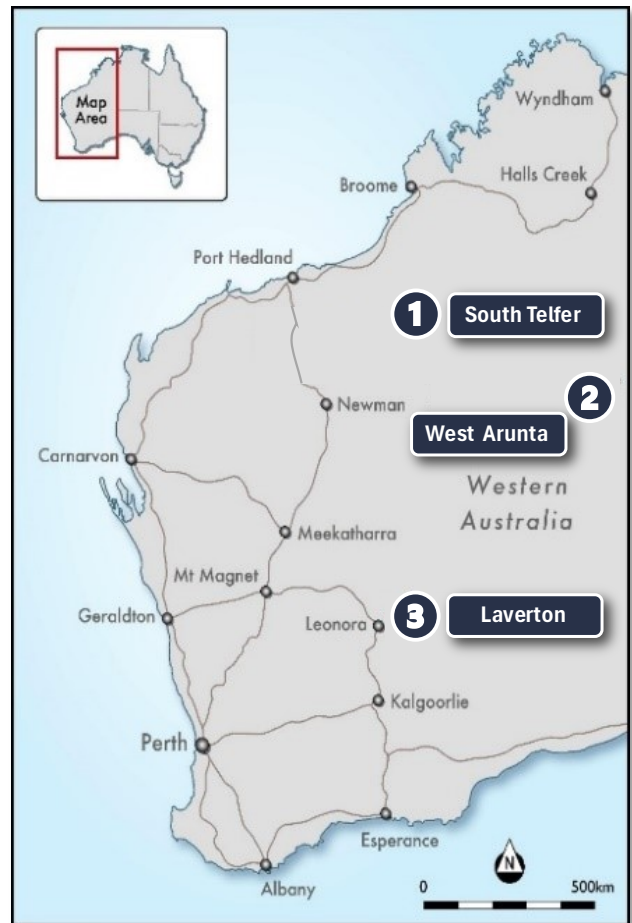 Map
Area
Wyndham
Halls Creek
Broome
Port Hedland
1 South Telfer
2
Newman
West Arunta
Carnarvon
Western
Australia
Meekatharra
Mt Magnet
Geraldton
Leonora
3 Laverton
Kalgoorlie
Perth
Esperance
N
Albany
0 500km